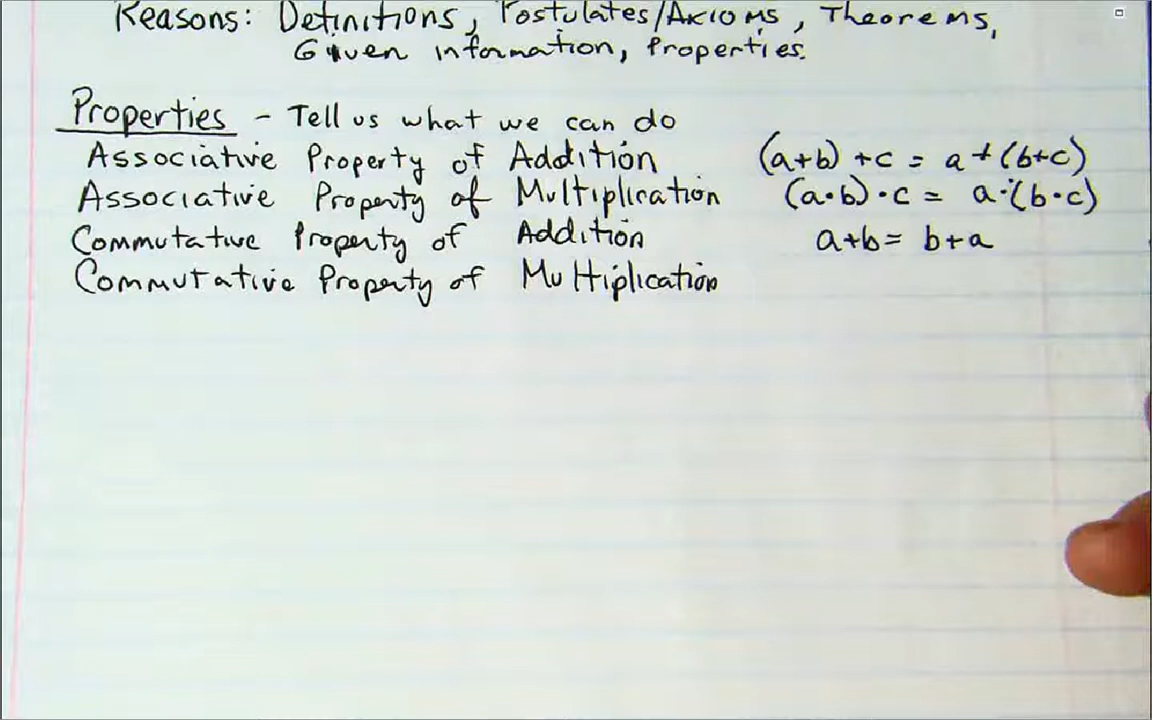 Reasons: Definitions, Postulates/Axioms, Theorems,
Given information, Properties.
Properties - Tell us what we can do
Associative Property of Addition (a+b)+c = a+(b+c)
Associative Property of Multiplication (a·b)·c = a·(b·c)
Commutative Property of Addition a+b = b+a
Commutative Property of Multiplication